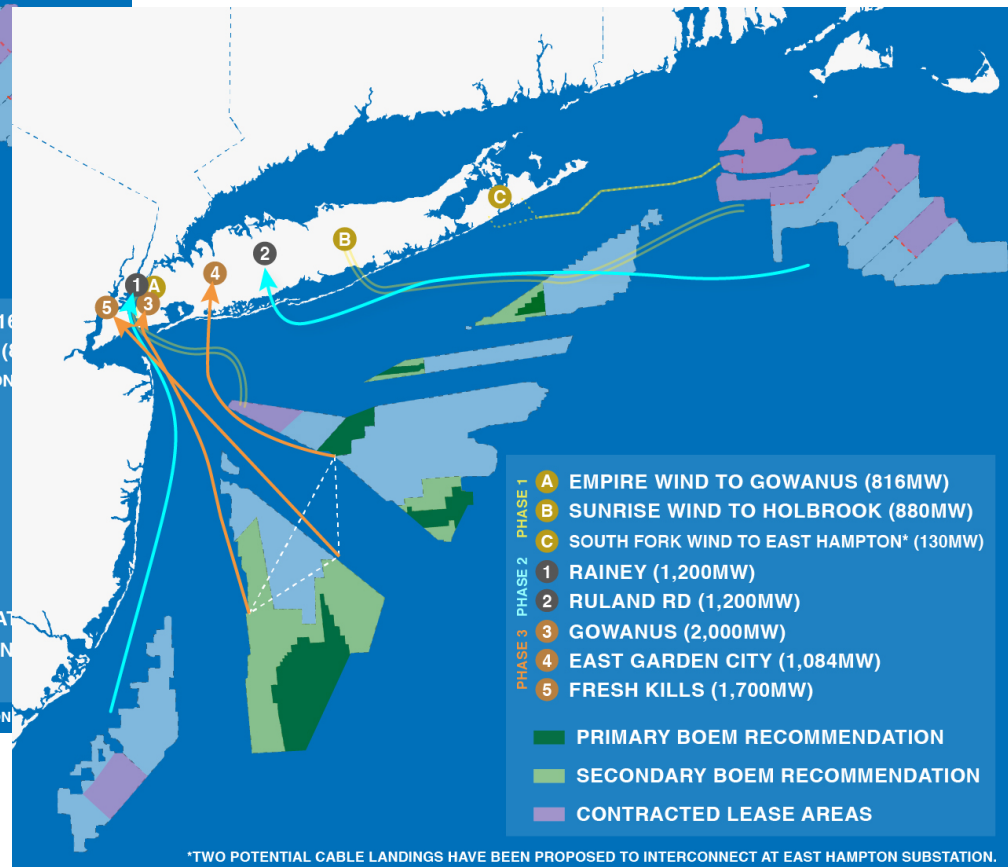 C
B
2
4
1
A
3
5
PHASE 1
A EMPIRE WIND TO GOWANUS (816MW)
B SUNRISE WIND TO HOLBROOK (880MW)
C SOUTH FORK WIND TO EAST HAMPTON* (130MW)
PHASE 2
1 RAINEY (1,200MW)
2 RULAND RD (1,200MW)
PHASE 3
3 GOWANUS (2,000MW)
4 EAST GARDEN CITY (1,084MW)
5 FRESH KILLS (1,700MW)
PRIMARY BOEM RECOMMENDATION
SECONDARY BOEM RECOMMENDATION
CONTRACTED LEASE AREAS
*TWO POTENTIAL CABLE LANDINGS HAVE BEEN PROPOSED TO INTERCONNECT AT EAST HAMPTON SUBSTATION.